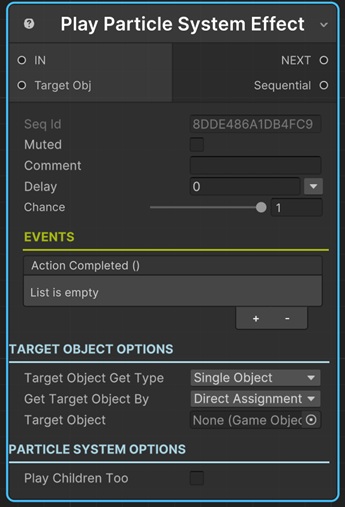 Play Particle System Effect
IN NEXT
Target Obj Sequential
Seq Id 8DDE486A1DB4FC9
Muted
Comment
Delay 0
Chance 1
EVENTS
Action Completed ()
List is empty
+ -
TARGET OBJECT OPTIONS
Target Object Get Type Single Object
Get Target Object By Direct Assignment
Target Object None (Game Objec
PARTICLE SYSTEM OPTIONS
Play Children Too